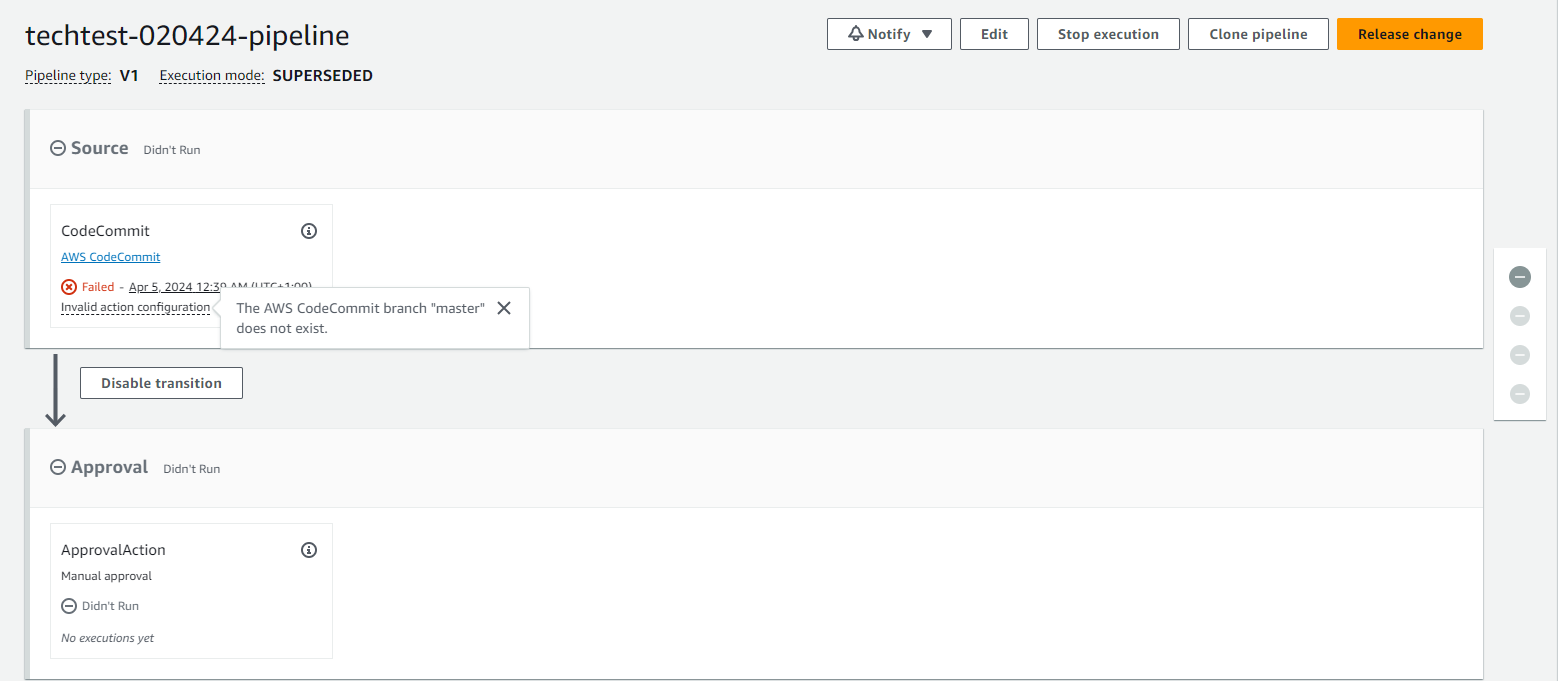 techtest-020424-pipeline
Notify
Edit
Stop execution
Clone pipeline
Release change
Pipeline type: V1 Execution mode: SUPERSEDED
Source Didn't Run
CodeCommit
AWS CodeCommit
Failed - Apr 5, 2024 12:39 AM (UTC+1:00)
Invalid action configuration
The AWS CodeCommit branch "master"
does not exist.
Disable transition
Approval Didn't Run
ApprovalAction
Manual approval
Didn't Run
No executions yet